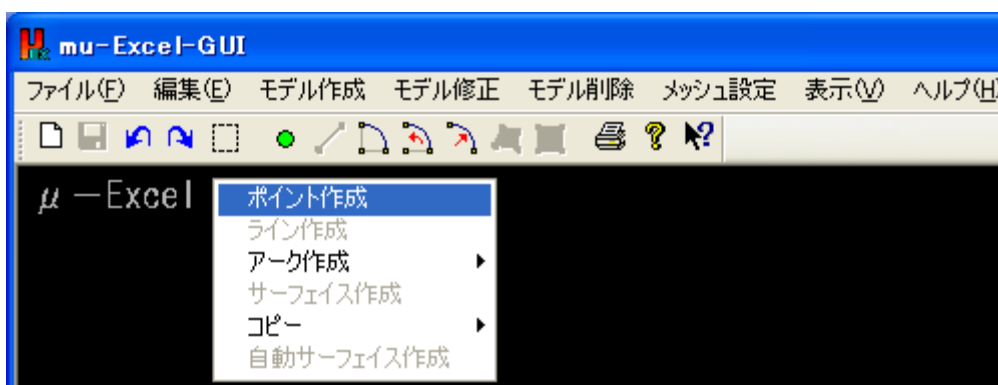 mu-Excel-GUI
ファイル(F) 編集(E) モデル作成 モデル修正 モデル削除 メッシュ設定 表示(V) ヘルプ(H)
μ－Excel
ポイント作成
ライン作成
アーク作成
サーフェイス作成
コピー
自動サーフェイス作成